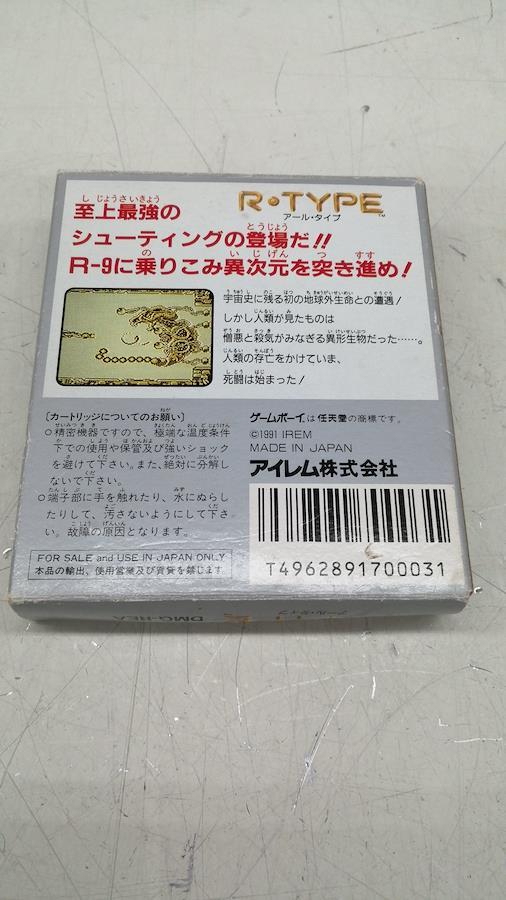 R・TYPE™
アール・タイプ
至上最強の
シューティングの登場だ!!
R-9に乗りこみ異次元を突き進め!
宇宙史に残る初の地球外生命との遭遇!
しかし人類が見たものは
憎悪と殺気がみなぎる異形生物だった……。
人類の存亡をかけていま、
死闘は始まった!
[カートリッジについてのお願い]
○精密機器ですので、極端な温度条件
下での使用や保管及び強いショック
を避けて下さい。また、絶対に分解し
ないで下さい。
○端子部に手を触れたり、水にぬらし
たりして、汚さないようにして下さ
い。故障の原因となります。
FOR SALE and USE IN JAPAN ONLY
本品の輸出、使用営業及び賃貸を禁じます。
ゲームボーイは任天堂の商標です。
©1991 IREM
MADE IN JAPAN
アイレム株式会社
T4962891700031
DMG-REA
アール・タイプ